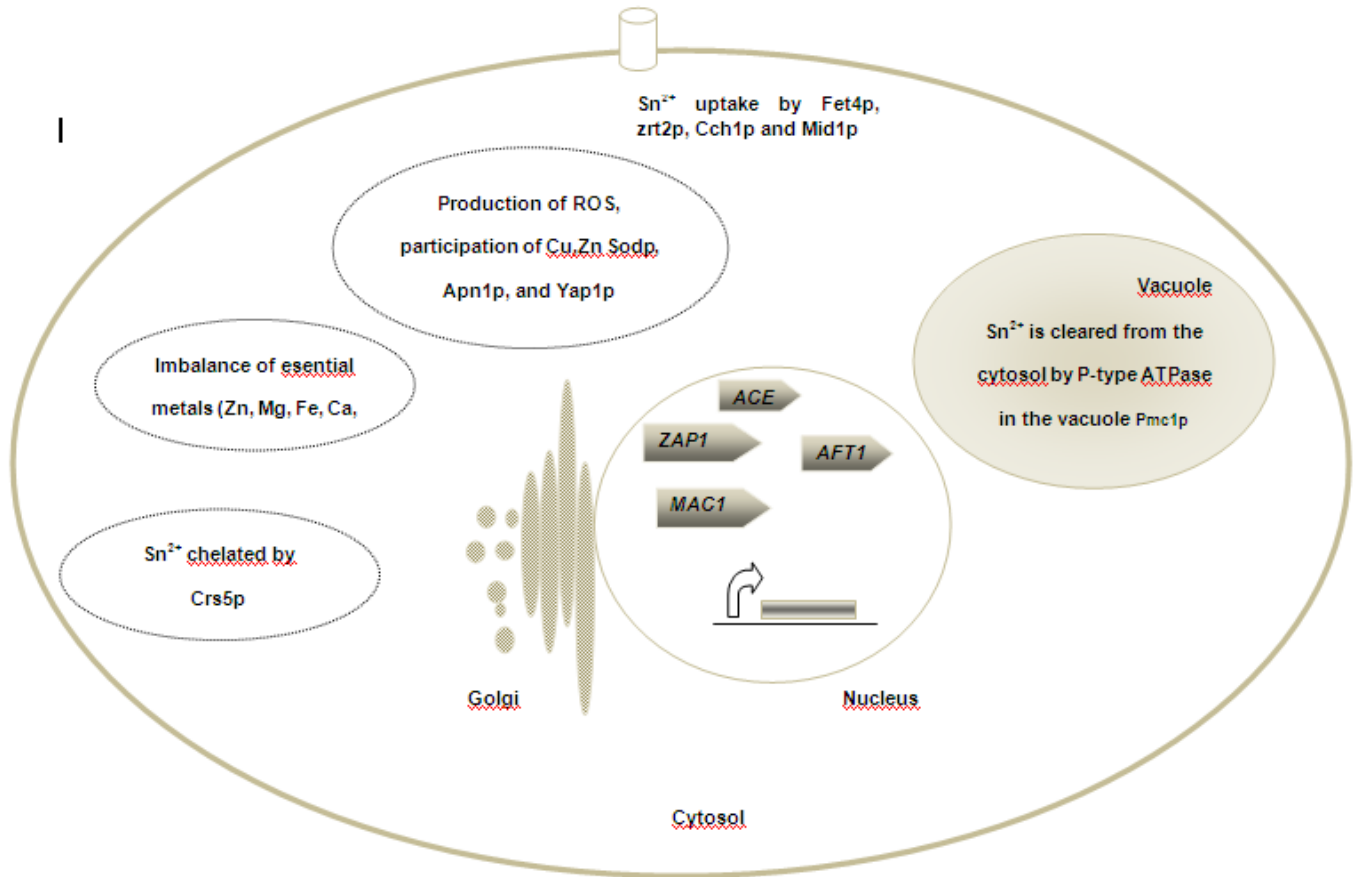 Sn²⁺ uptake by Fet4p,
zrt2p, Cch1p and Mid1p
I
Production of ROS,
participation of Cu,Zn Sodp,
Apn1p, and Yap1p
Vacuole
Sn²⁺ is cleared from the
cytosol by P-type ATPase
in the vacuole Pmc1p
Imbalance of esential
metals (Zn, Mg, Fe, Ca,
ACE
ZAP1
AFT1
MAC1
Sn²⁺ chelated by
Crs5p
Golgi
Nucleus
Cytosol